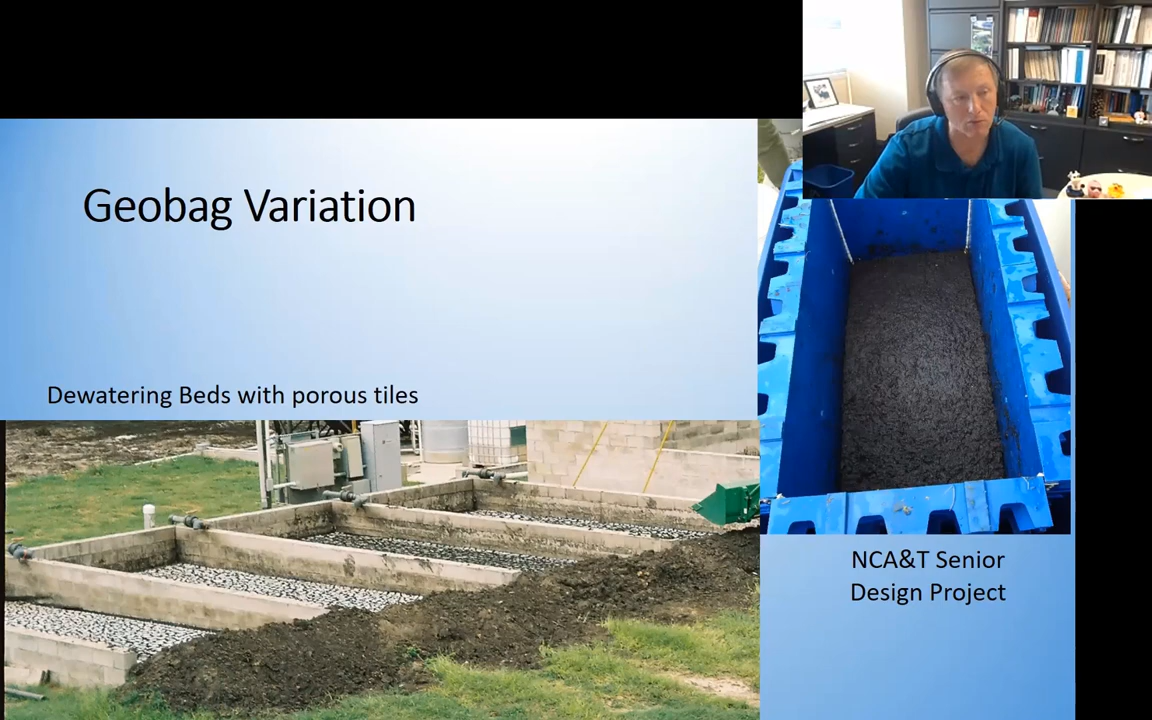 Geobag Variation
Dewatering Beds with porous tiles
NCA&T Senior
Design Project